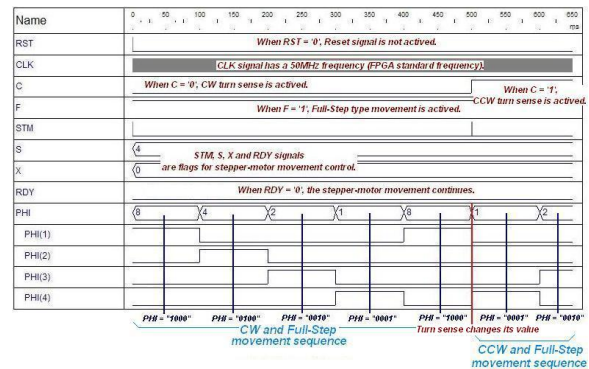 Name
0 50 100 150 200 250 300 350 400 450 500 550 600 650
ms
RST
When RST = '0', Reset signal is not actived.
CLK
CLK signal has a 50MHz frequency (FPGA standard frequency).
C
When C = '0', CW turn sense is actived.
When C = '1',
CCW turn sense is actived.
F
When F = '1', Full-Step type movement is actived.
STM
S
4
STM, S, X and RDY signals
are flags for stepper-motor movement control.
X
0
RDY
When RDY = '0', the stepper-motor movement continues.
PHI
8 4 2 1 8 1 2
PHI(1)
PHI(2)
PHI(3)
PHI(4)
PHI = "1000" PHI = "0100" PHI = "0010" PHI = "0001" PHI = "1000" PHI = "0001" PHI = "0010"
CW and Full-Step
movement sequence
Turn sense changes its value
CCW and Full-Step
movement sequence